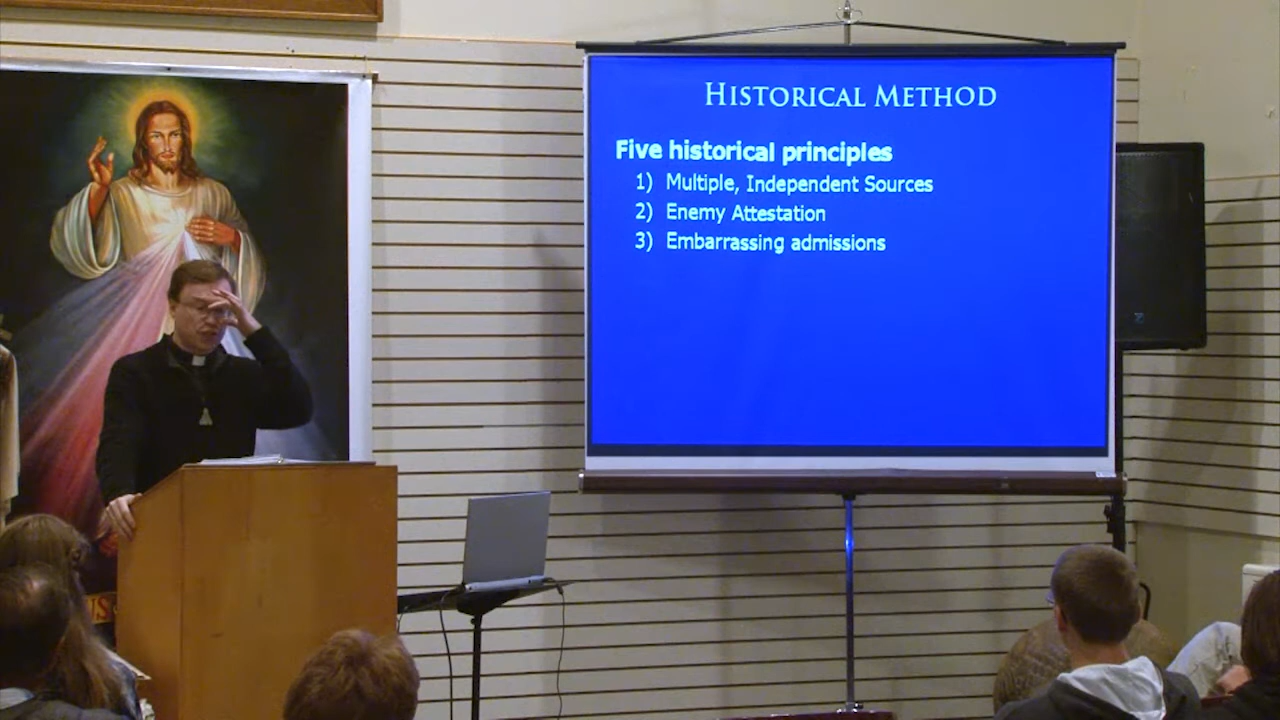 HISTORICAL METHOD
Five historical principles
1) Multiple, Independent Sources
2) Enemy Attestation
3) Embarrassing admissions